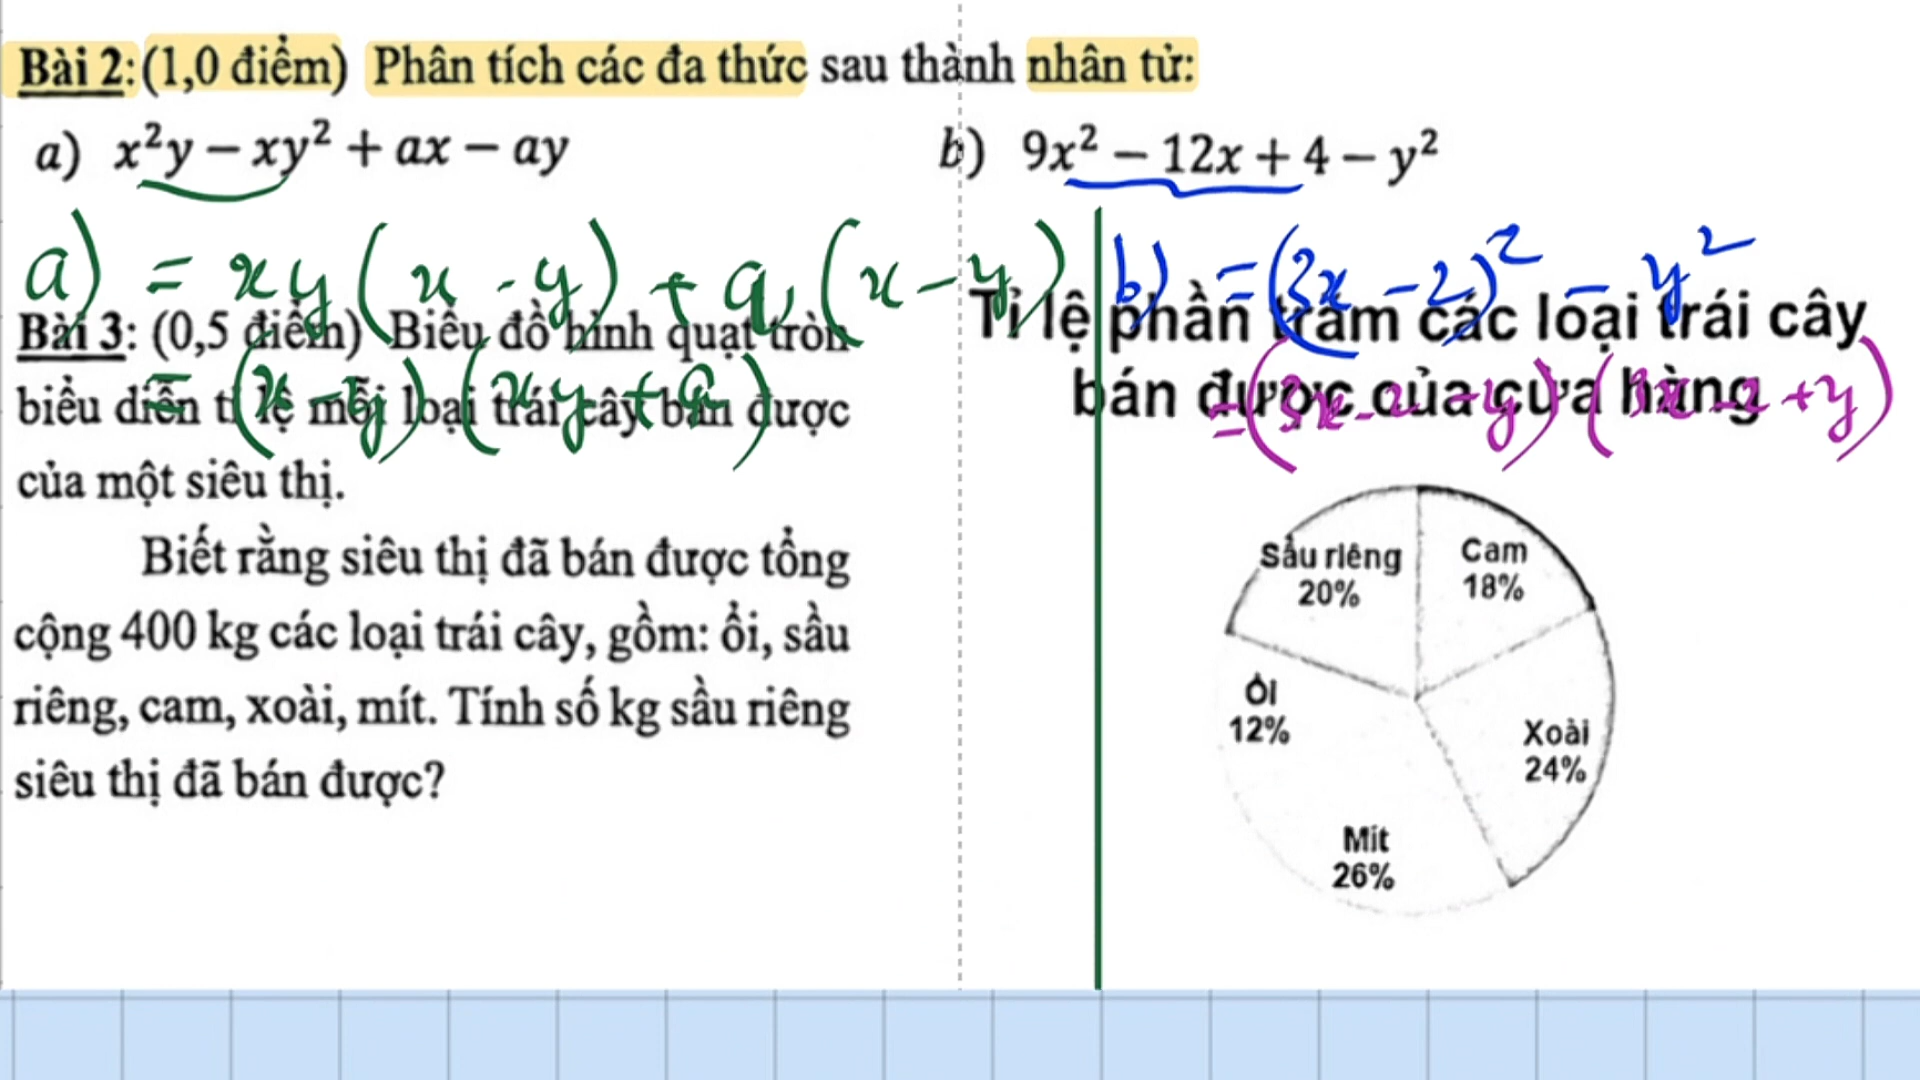 Bài 2: (1,0 điểm) Phân tích các đa thức sau thành nhân tử:
a) x²y − xy² + ax − ay
b) 9x² − 12x + 4 − y²
a) = xy(x - y) + a(x - y)
= (x - y)(xy + a)
b) = (3x - 2)² - y²
= (3x - 2 - y)(3x - 2 + y)
Bài 3: (0,5 điểm) Biểu đồ hình quạt tròn
biểu diễn tỉ lệ mỗi loại trái cây bán được
của một siêu thị.
Biết rằng siêu thị đã bán được tổng
cộng 400 kg các loại trái cây, gồm: ổi, sầu
riêng, cam, xoài, mít. Tính số kg sầu riêng
siêu thị đã bán được?
Tỉ lệ phần trăm các loại trái cây
bán được của cửa hàng
Sầu riêng
20%
Cam
18%
Ổi
12%
Xoài
24%
Mít
26%